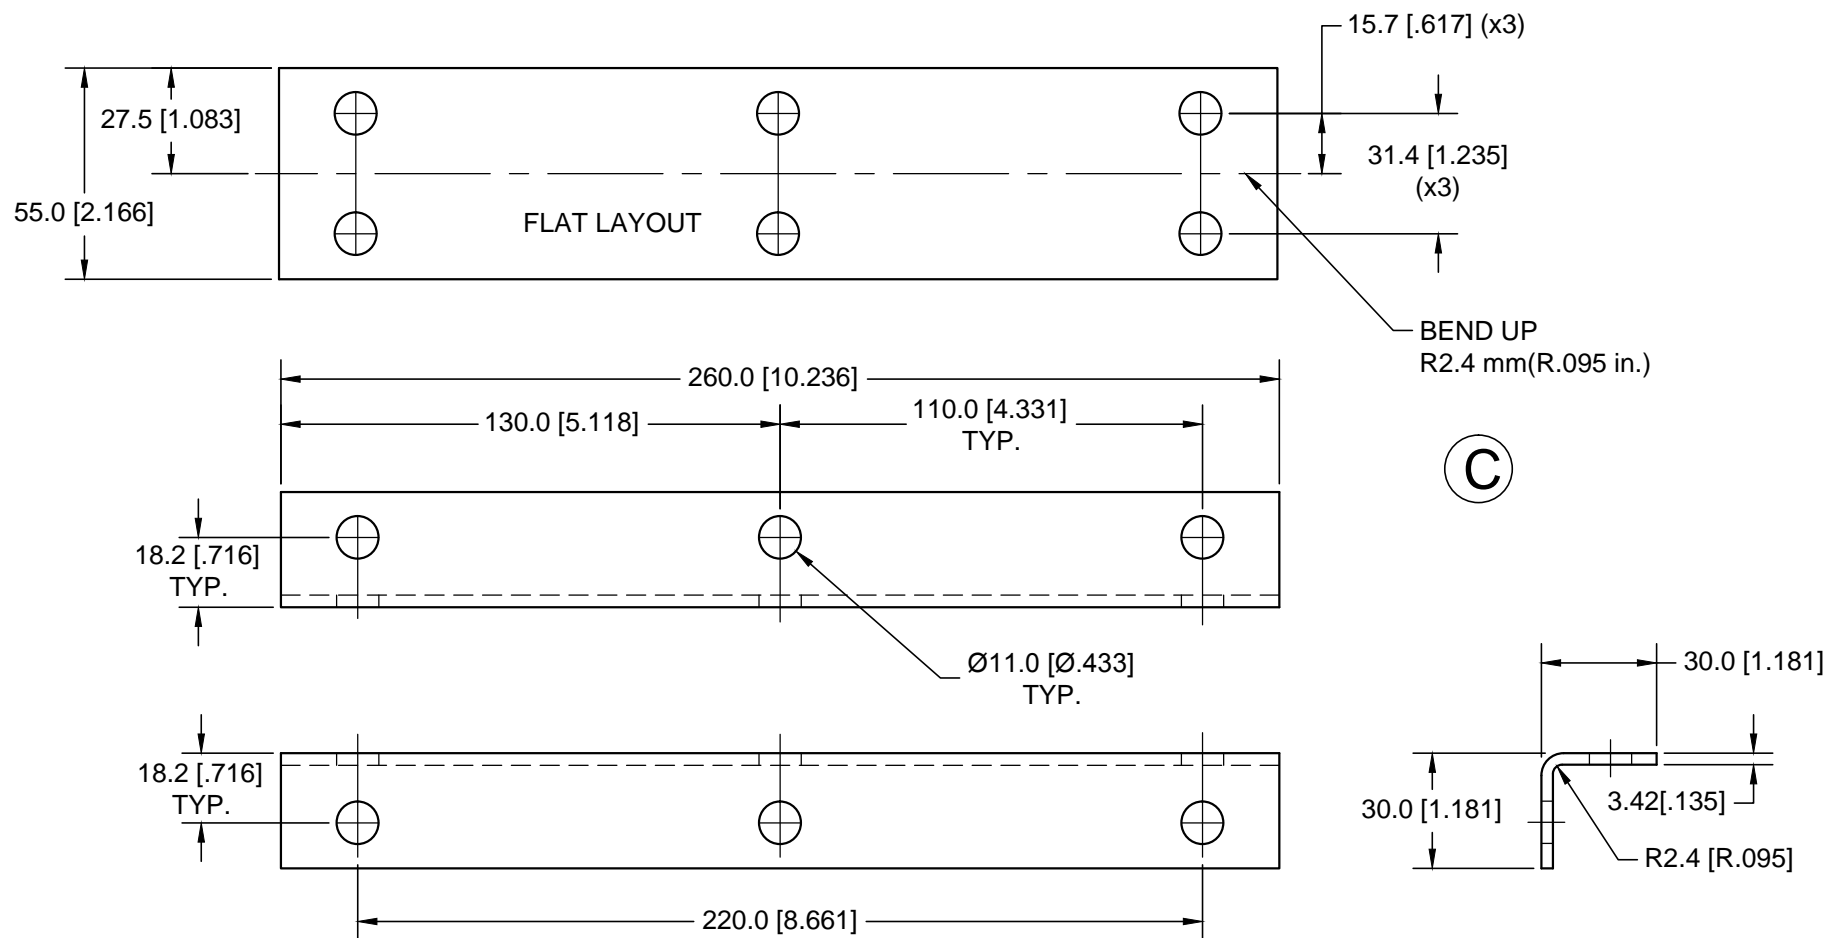 15.7 [.617] (x3)
27.5 [1.083]
31.4 [1.235]
(x3)
55.0 [2.166]
FLAT LAYOUT
BEND UP
R2.4 mm(R.095 in.)
260.0 [10.236]
130.0 [5.118]
110.0 [4.331]
TYP.
C
18.2 [.716]
TYP.
Ø11.0 [Ø.433]
TYP.
30.0 [1.181]
18.2 [.716]
TYP.
30.0 [1.181]
3.42[.135]
R2.4 [R.095]
220.0 [8.661]